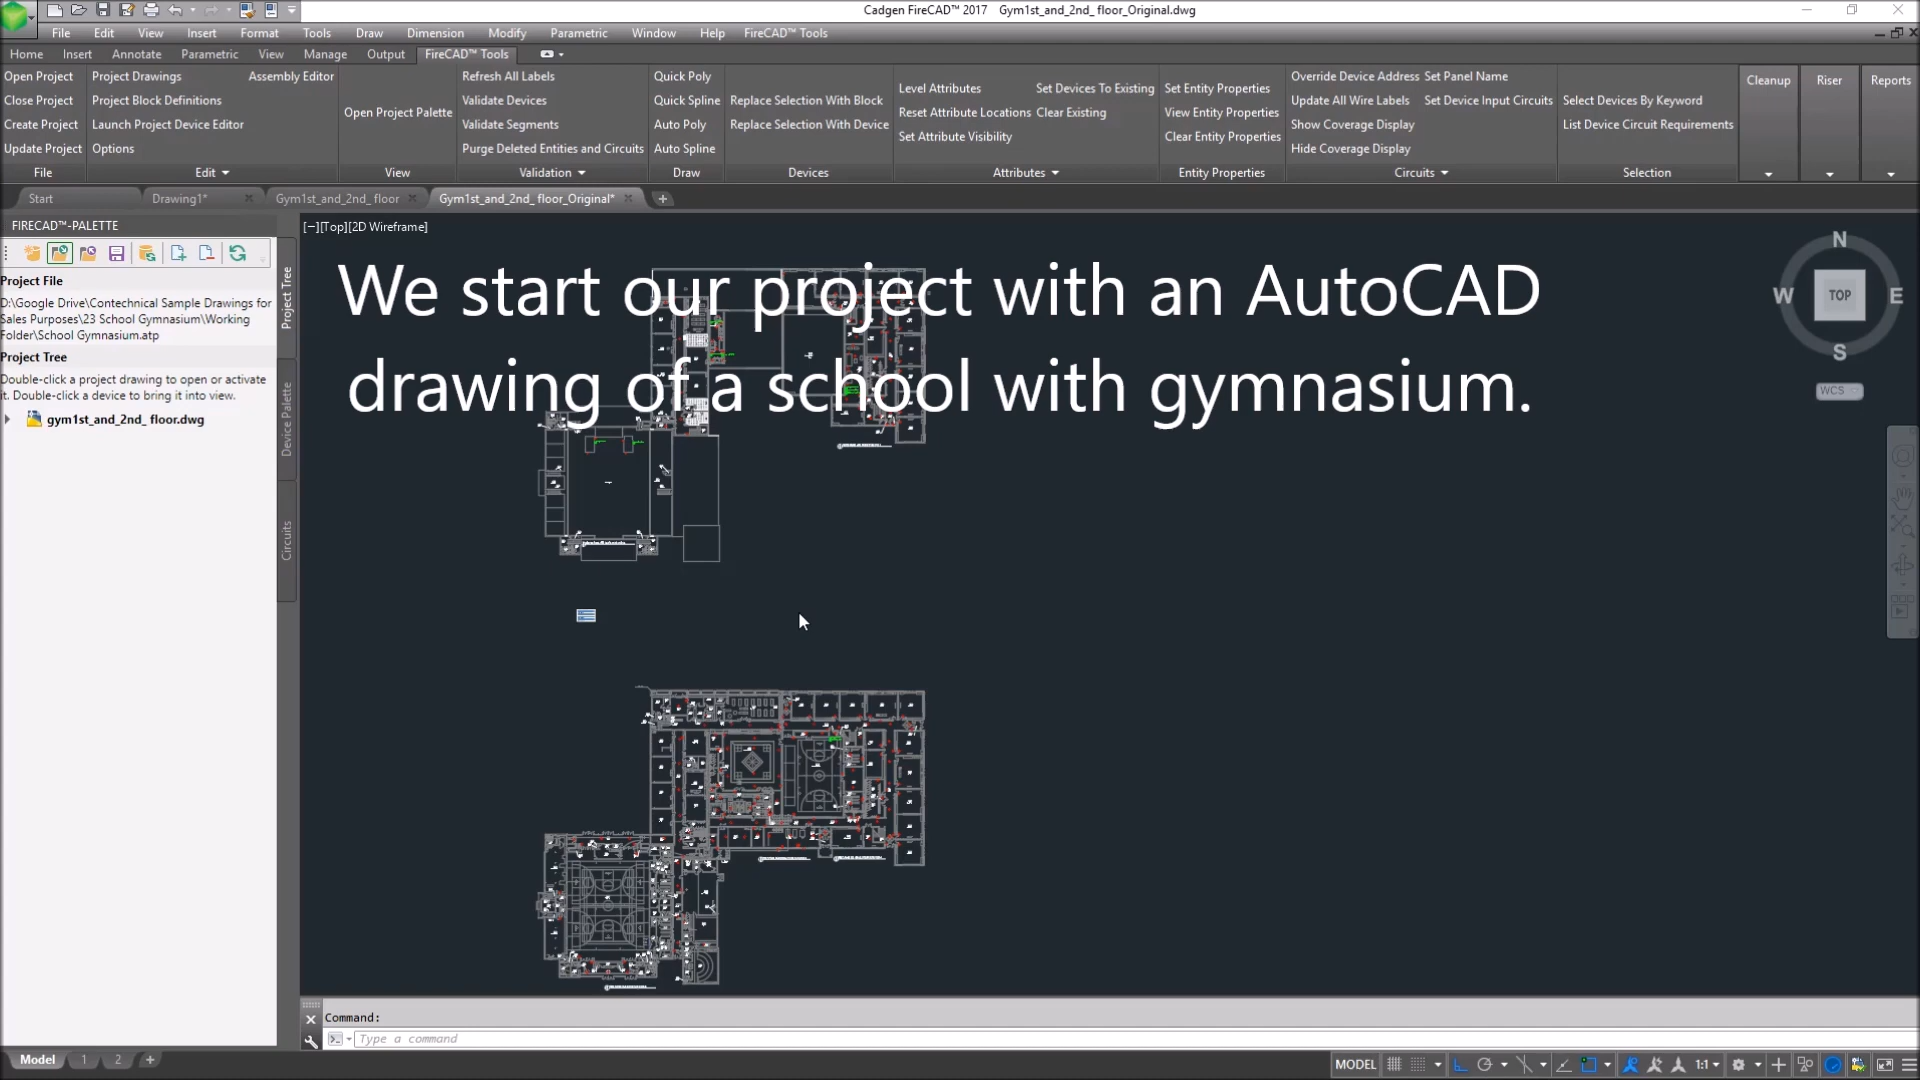 Cadgen FireCAD™ 2017 Gym1st_and_2nd_ floor_Original.dwg
File Edit View Insert Format Tools Draw Dimension Modify Parametric Window Help FireCAD™ Tools
Home Insert Annotate Parametric View Manage Output FireCAD™ Tools
Open Project Project Drawings Assembly Editor Refresh All Labels Quick Poly Level Attributes Set Devices To Existing Set Entity Properties Override Device Address Set Panel Name Cleanup Riser Reports
Close Project Project Block Definitions Open Project Palette Validate Devices Quick Spline Replace Selection With Block Reset Attribute Locations Clear Existing View Entity Properties Update All Wire Labels Set Device Input Circuits Select Devices By Keyword
Create Project Launch Project Device Editor Validate Segments Auto Poly Replace Selection With Device Set Attribute Visibility Clear Entity Properties Show Coverage Display List Device Circuit Requirements
Update Project Options Purge Deleted Entities and Circuits Auto Spline Hide Coverage Display
File Edit View Validation Draw Devices Attributes Entity Properties Circuits Selection
Start Drawing1* Gym1st_and_2nd_ floor Gym1st_and_2nd_ floor_Original*
FIRECAD™-PALETTE
[−][Top][2D Wireframe]
Project File
D:\Google Drive\Contechnical Sample Drawings for
Sales Purposes\23 School Gymnasium\Working
Folder\School Gymnasium.atp
Project Tree
Double-click a project drawing to open or activate
it. Double-click a device to bring it into view.
gym1st_and_2nd_ floor.dwg
Project Tree
Device Palette
Circuits
We start our project with an AutoCAD
drawing of a school with gymnasium.
N
W TOP E
S
WCS
Command:
Type a command
Model 1 2 +
MODEL 1:1